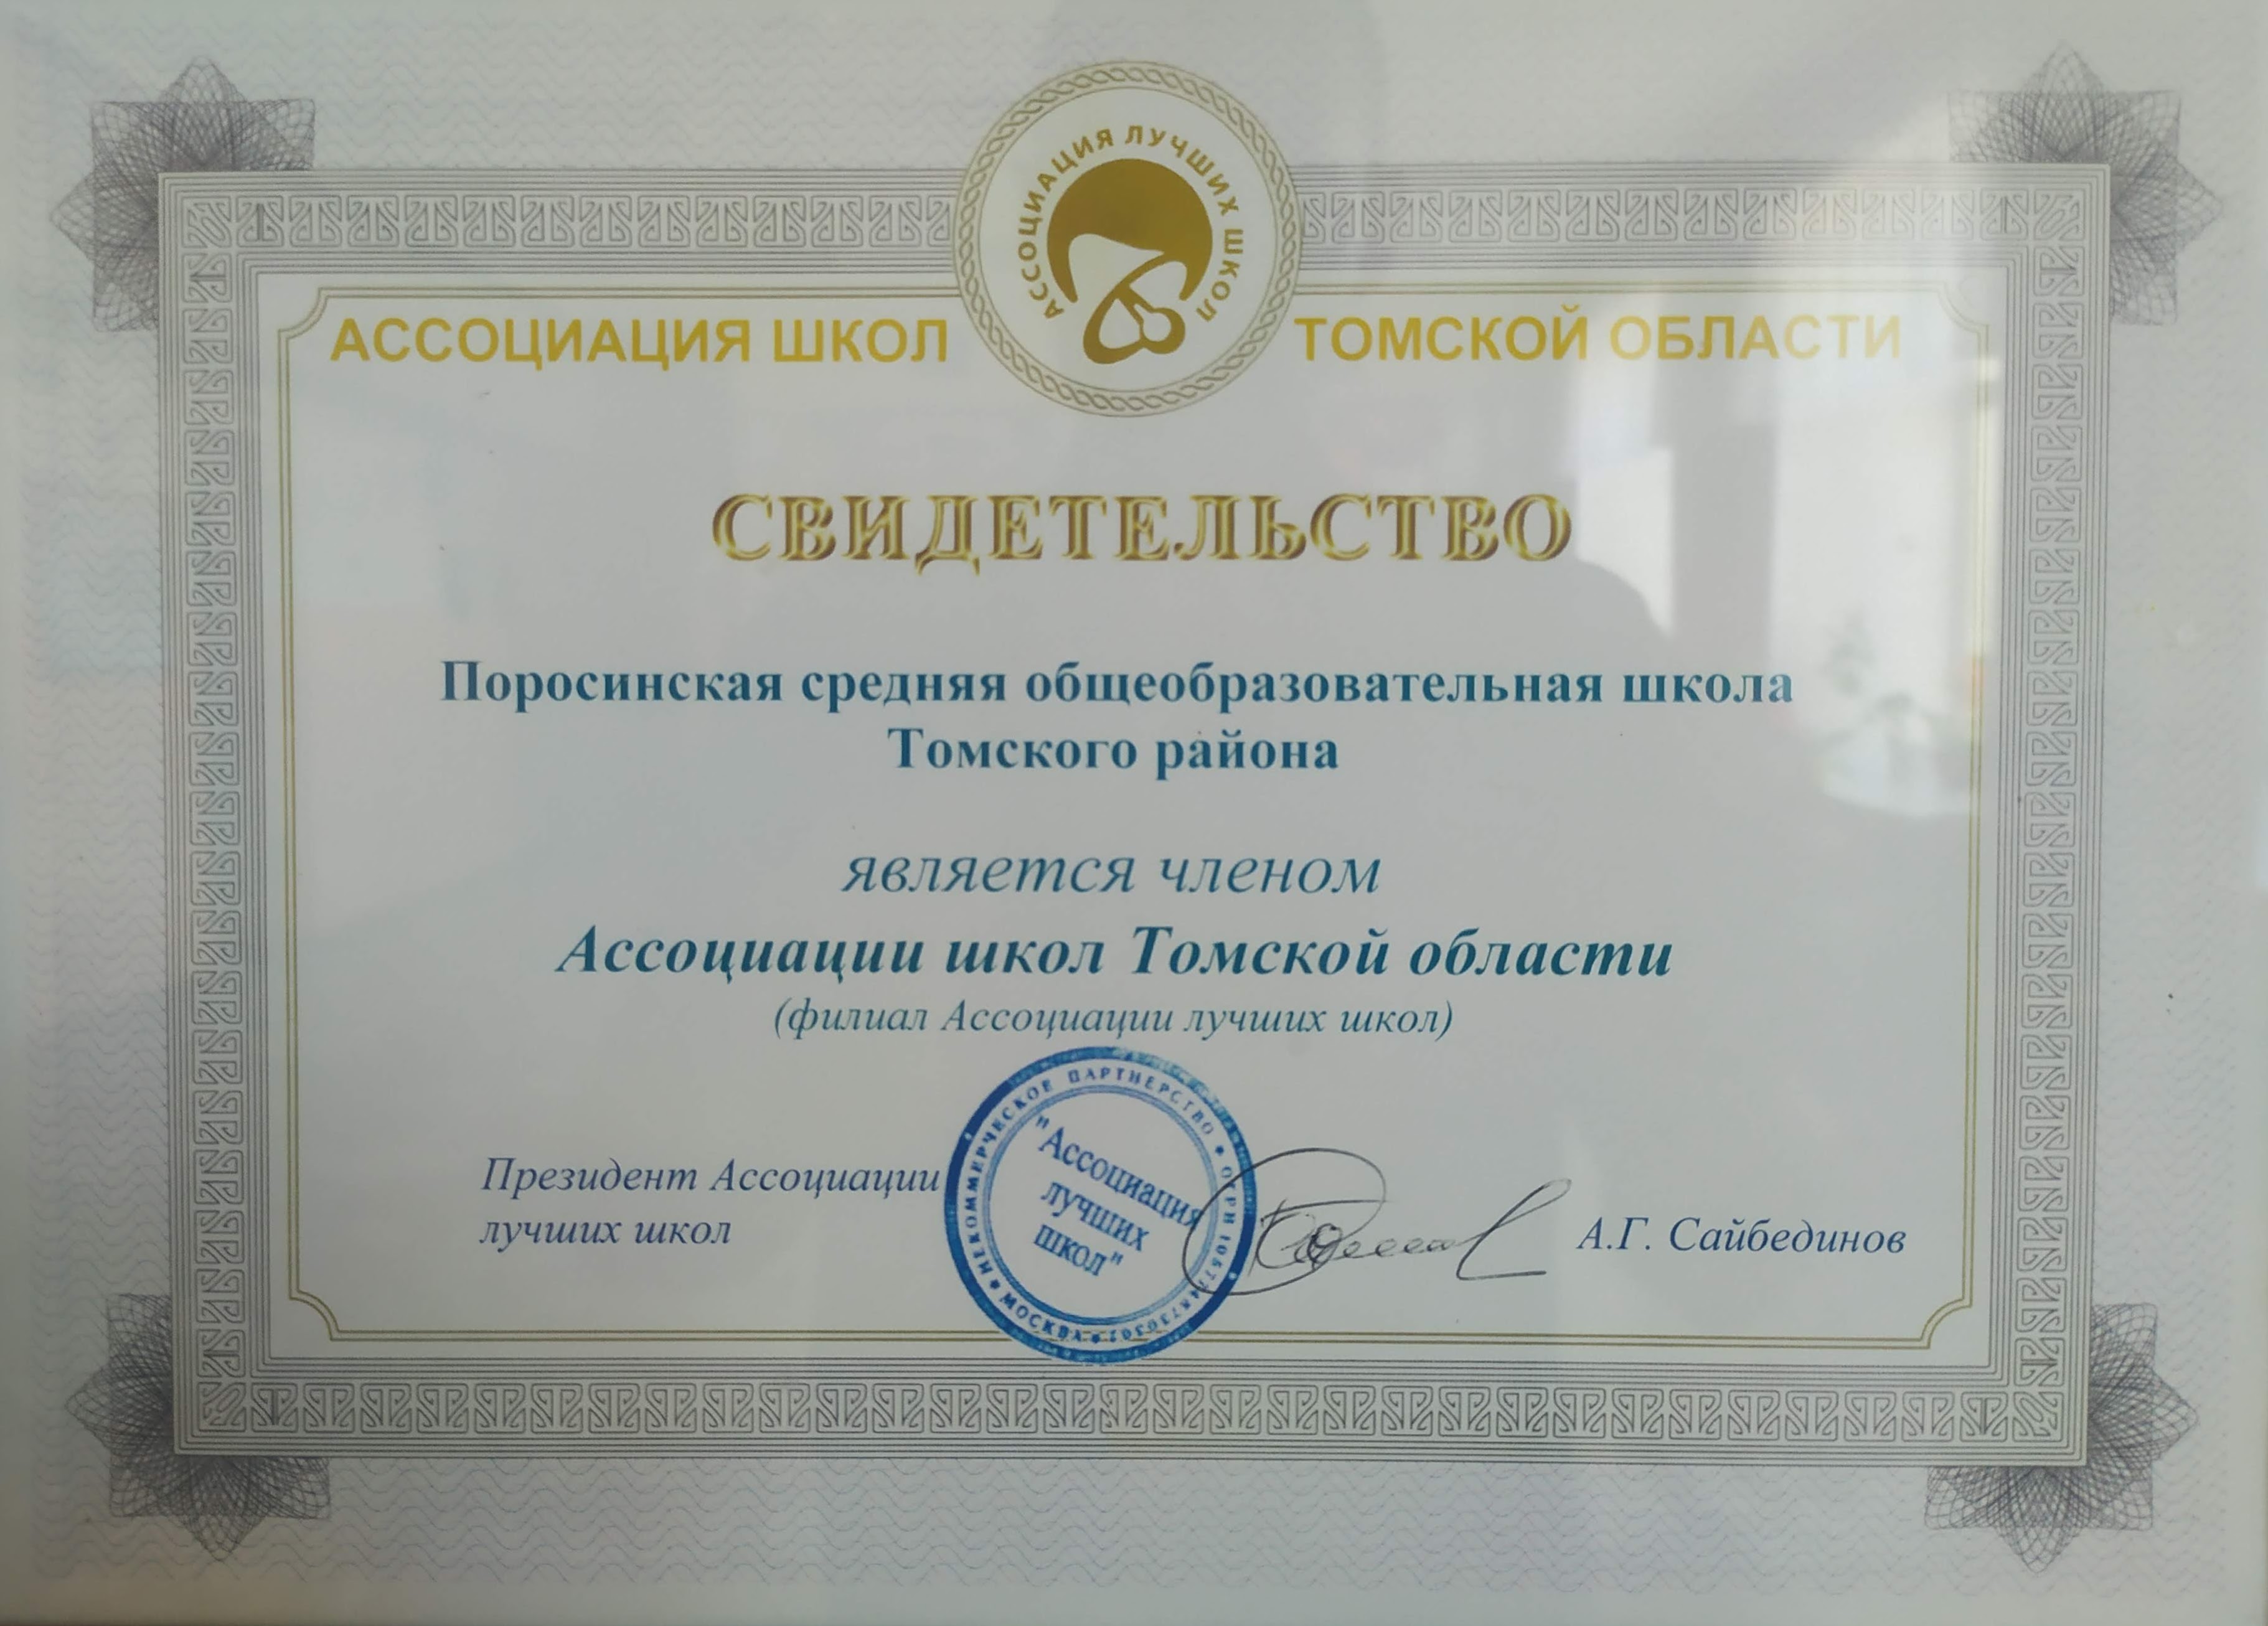 АССОЦИАЦИЯ ЛУЧШИХ ШКОЛ
АССОЦИАЦИЯ ШКОЛ ТОМСКОЙ ОБЛАСТИ
СВИДЕТЕЛЬСТВО
Поросинская средняя общеобразовательная школа
Томского района
является членом
Ассоциации школ Томской области
(филиал Ассоциации лучших школ)
Президент Ассоциации
лучших школ
НЕКОММЕРЧЕСКОЕ ПАРТНЕРСТВО
МОСКВА
"Ассоциация
лучших
школ"
А.Г. Сайбединов